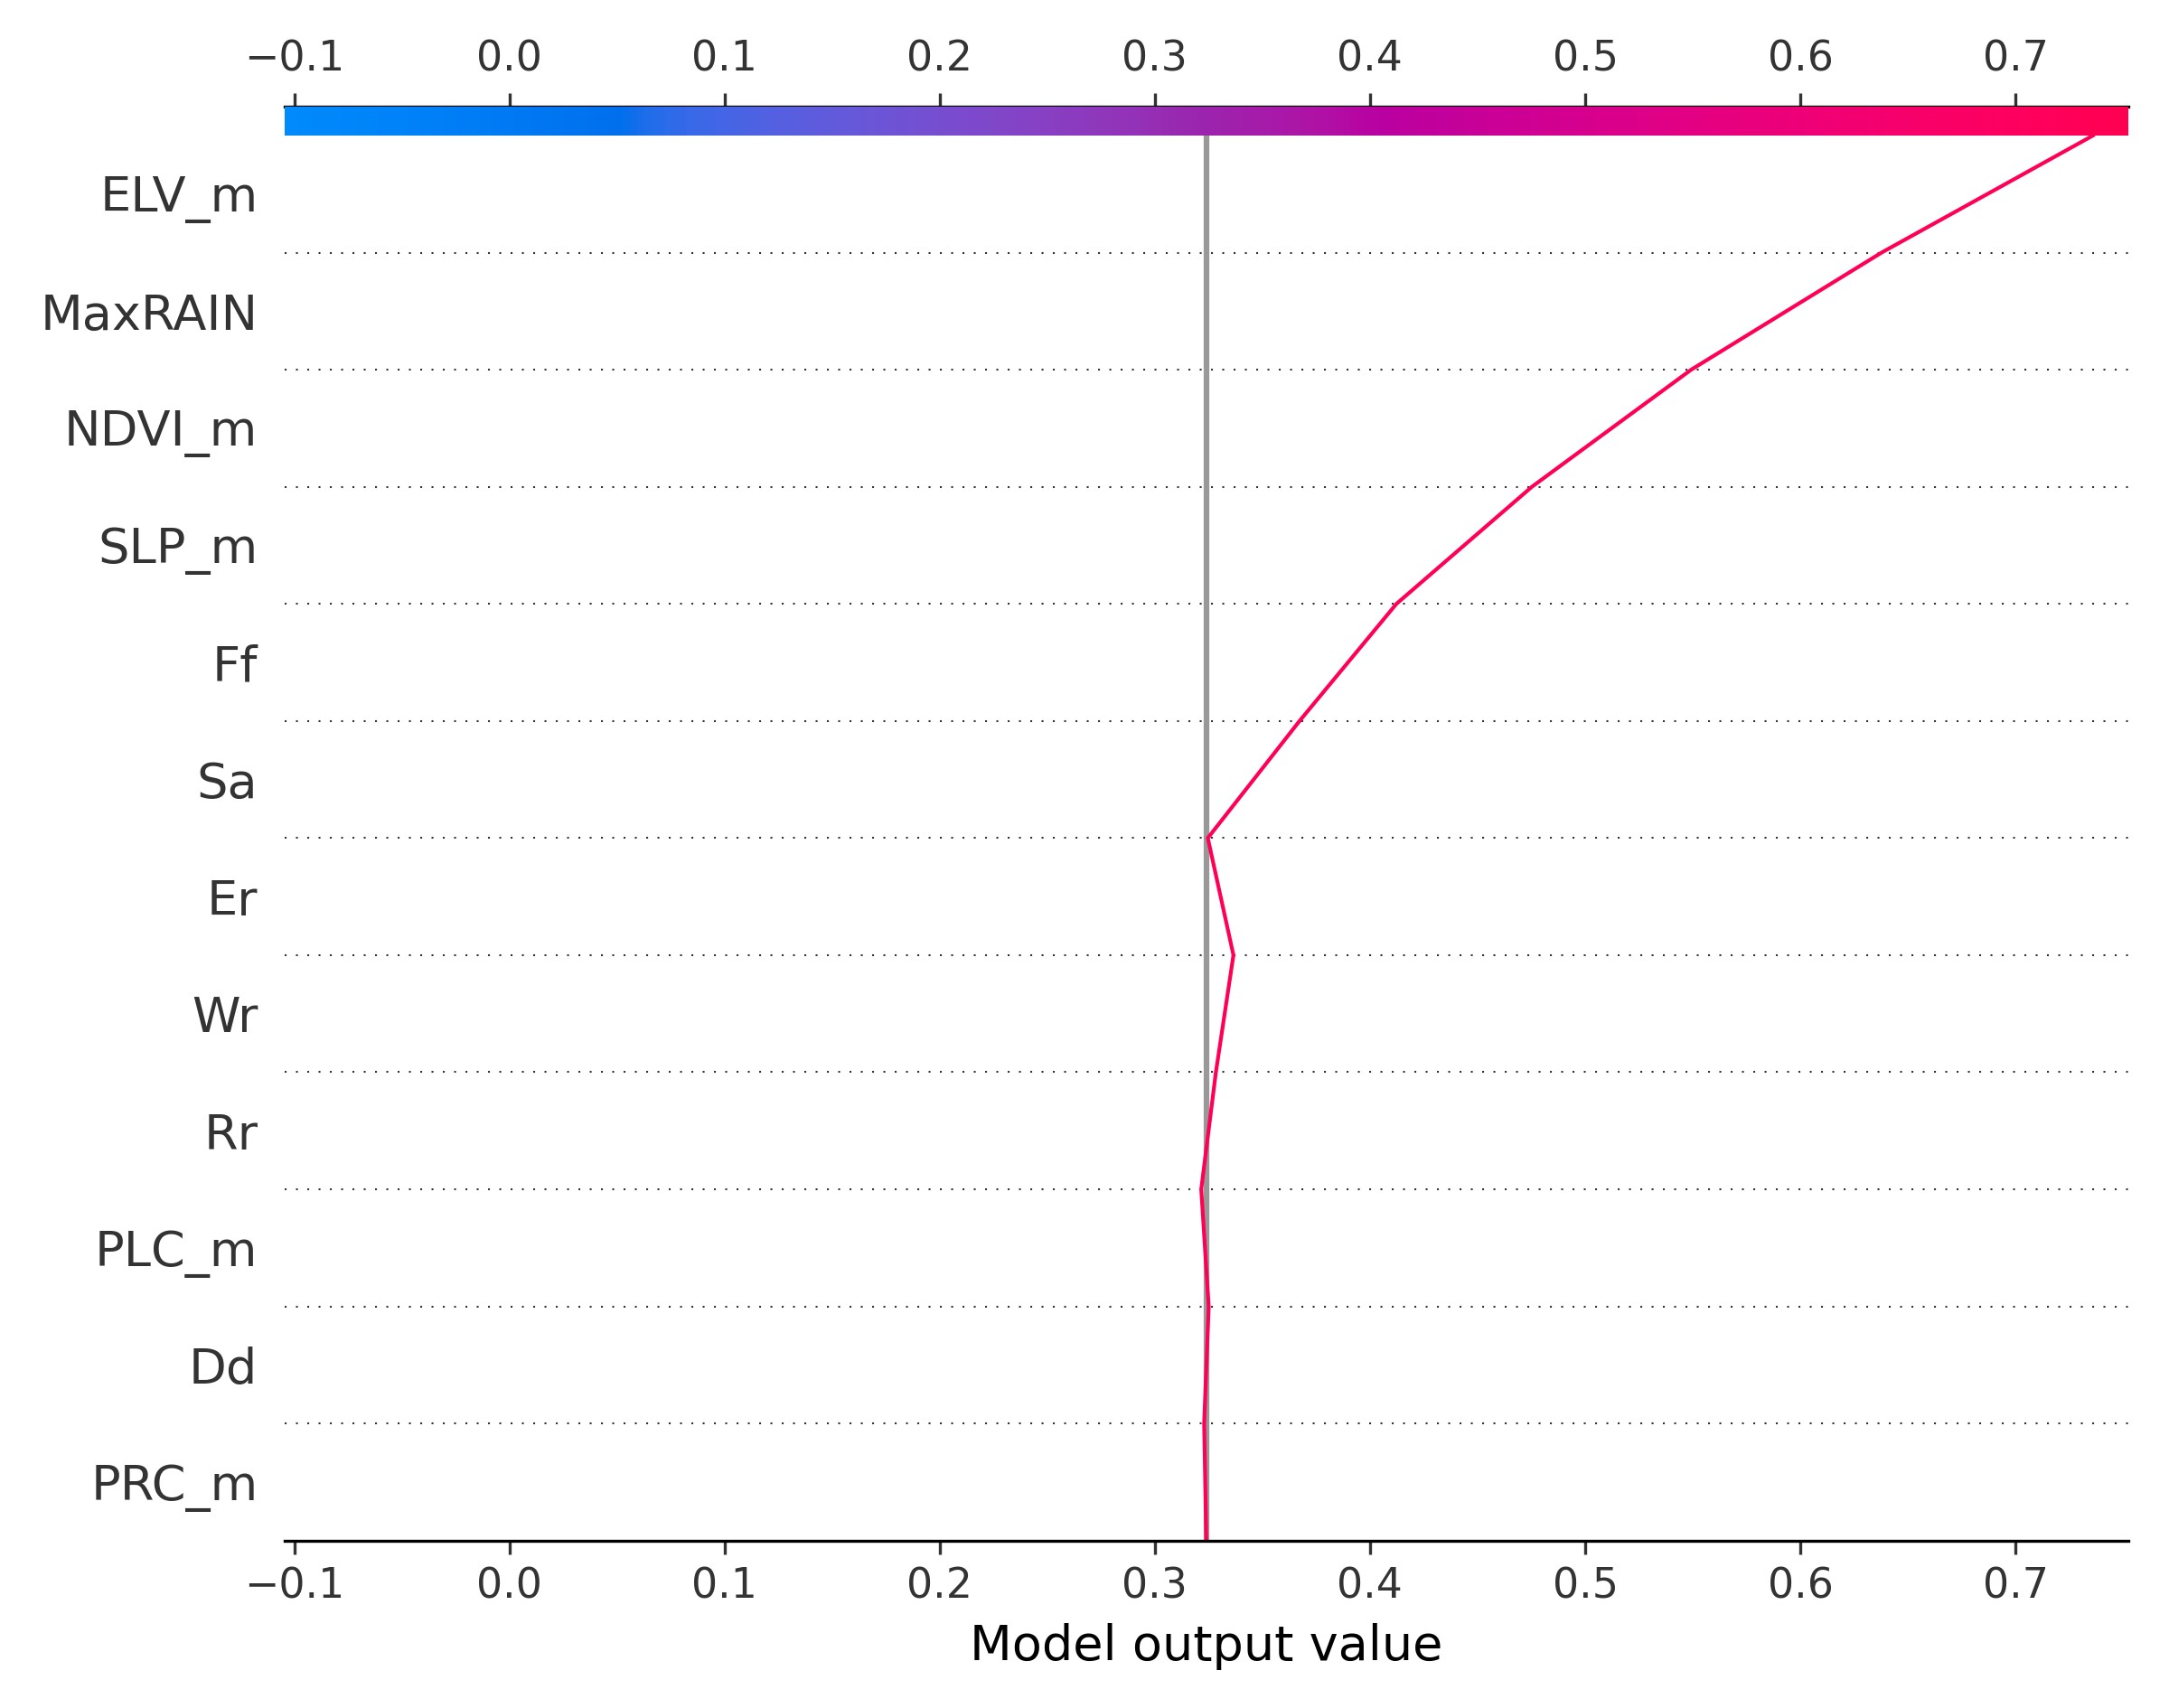 −0.1 0.0 0.1 0.2 0.3 0.4 0.5 0.6 0.7
ELV_m
MaxRAIN
NDVI_m
SLP_m
Ff
Sa
Er
Wr
Rr
PLC_m
Dd
PRC_m
−0.1 0.0 0.1 0.2 0.3 0.4 0.5 0.6 0.7
Model output value